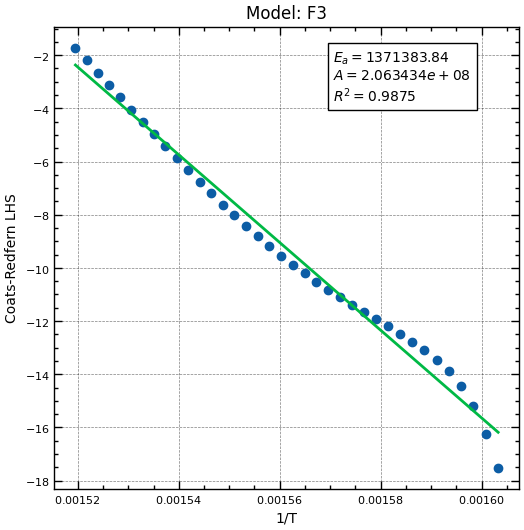 Model: F3
E_a = 1371383.84
A = 2.063434e + 08
R^2 = 0.9875
−2
−4
−6
−8
−10
−12
−14
−16
−18
Coats-Redfern LHS
0.00152 0.00154 0.00156 0.00158 0.00160
1/T